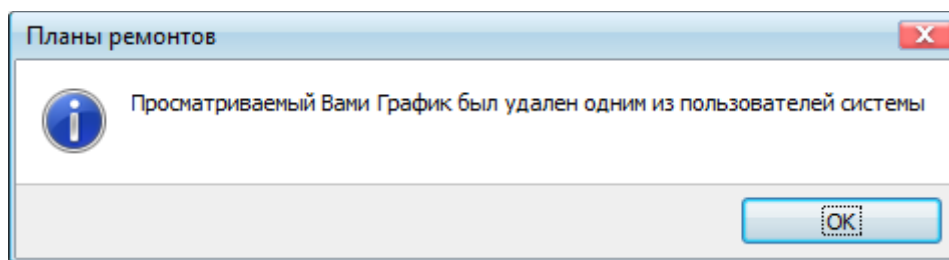 Планы ремонтов
Просматриваемый Вами График был удален одним из пользователей системы
OK